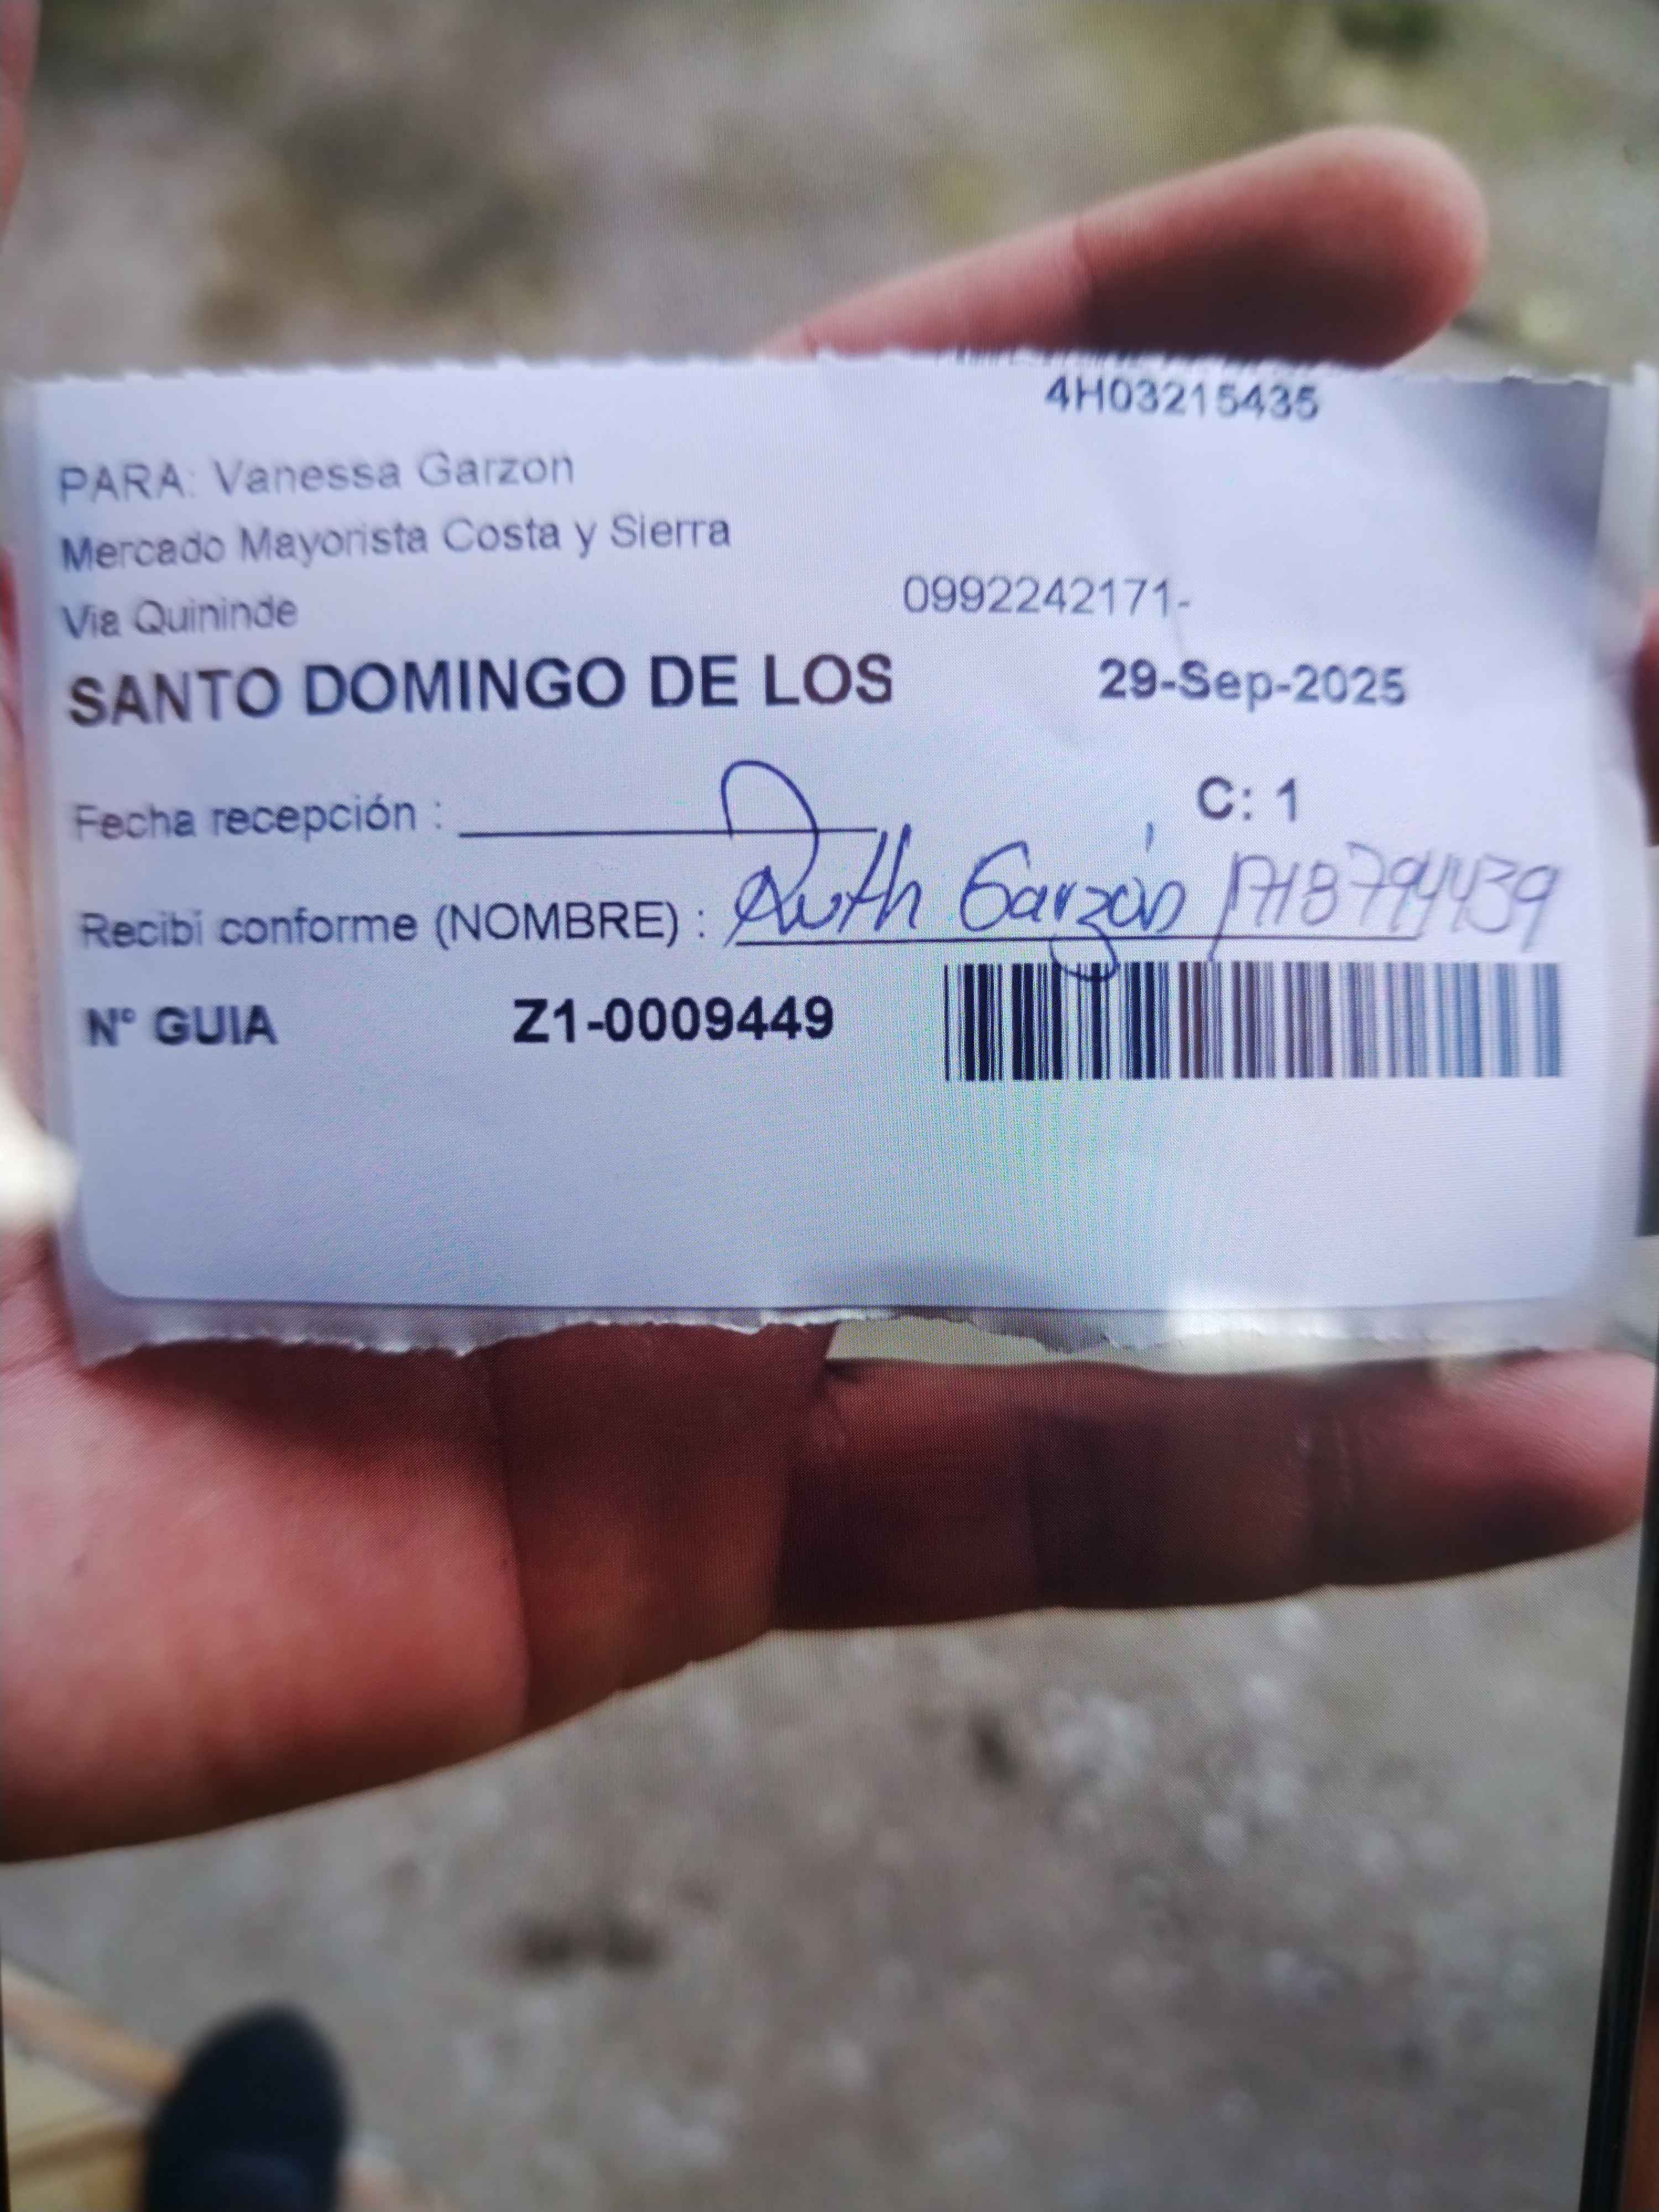 4H03215435
PARA: Vanessa Garzon
Mercado Mayorista Costa y Sierra
Via Quininde
0992242171-
SANTO DOMINGO DE LOS
29-Sep-2025
Fecha recepción :
C: 1
Recibi conforme (NOMBRE) : Ruth Garzón 1718794439
N° GUIA
Z1-0009449